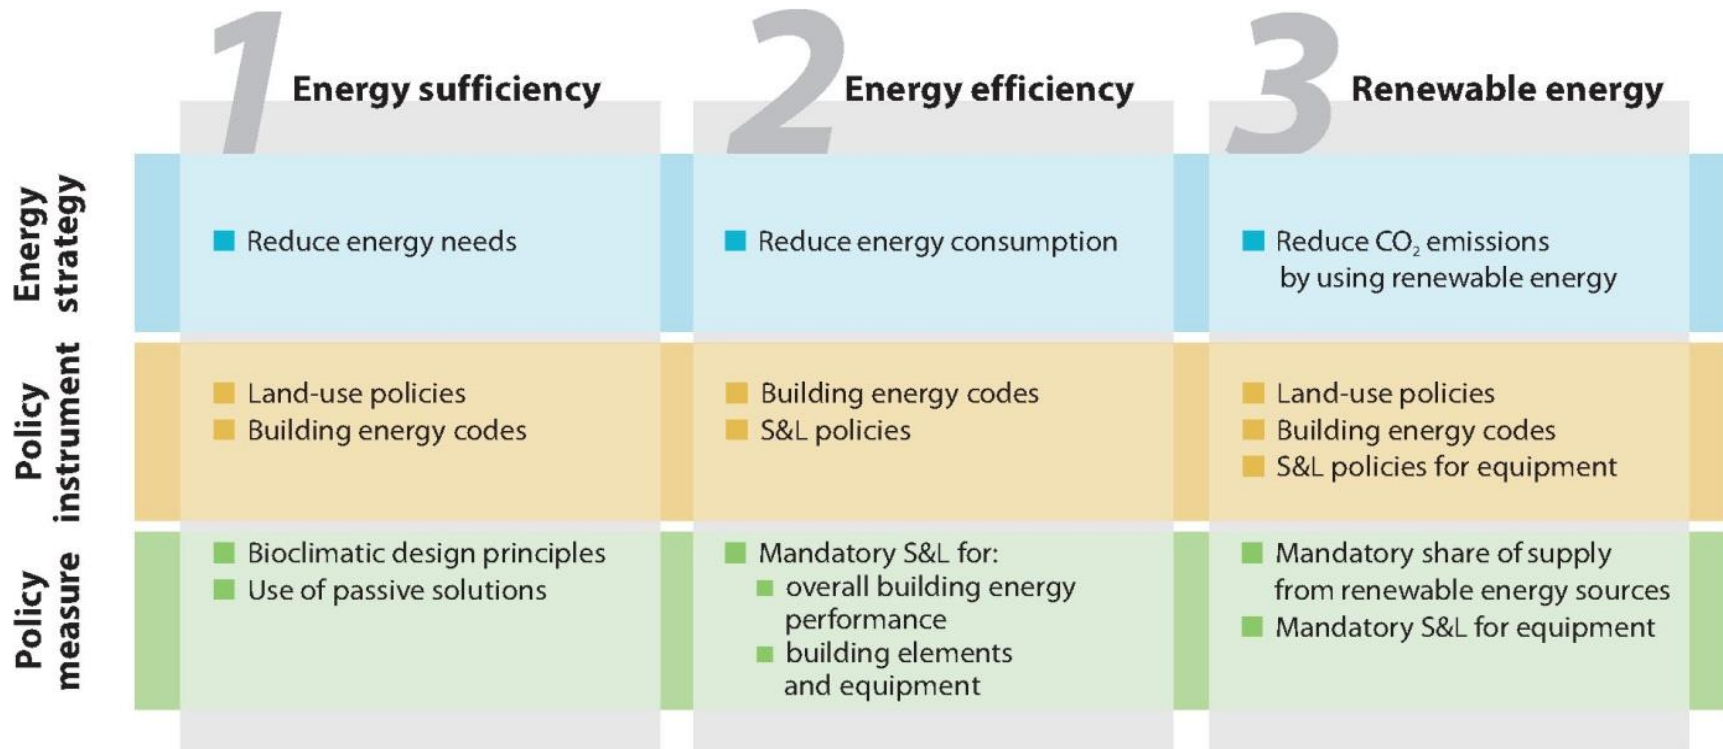 1 Energy sufficiency
2 Energy efficiency
3 Renewable energy
Energy
strategy
Reduce energy needs
Reduce energy consumption
Reduce CO₂ emissions
by using renewable energy
Policy
instrument
Land-use policies
Building energy codes
Building energy codes
S&L policies
Land-use policies
Building energy codes
S&L policies for equipment
Policy
measure
Bioclimatic design principles
Use of passive solutions
Mandatory S&L for:
overall building energy
performance
building elements
and equipment
Mandatory share of supply
from renewable energy sources
Mandatory S&L for equipment